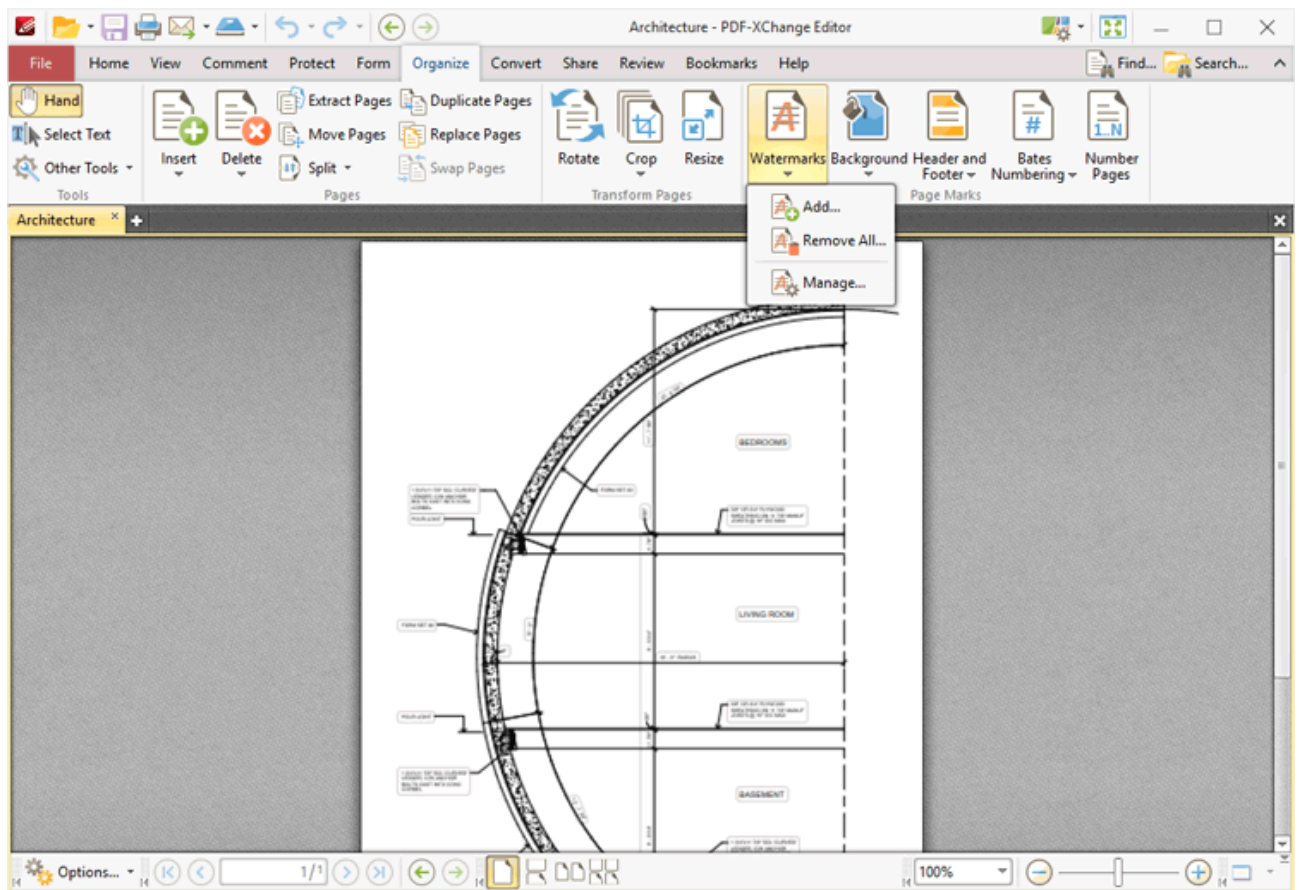 Architecture - PDF-XChange Editor
File Home View Comment Protect Form Organize Convert Share Review Bookmarks Help Find... Search...
Hand
Select Text
Other Tools
Tools
Insert
Delete
Extract Pages
Move Pages
Split
Duplicate Pages
Replace Pages
Swap Pages
Pages
Rotate
Crop
Resize
Transform Pages
Watermarks
Background
Header and
Footer
Bates
Numbering
Number
Pages
Page Marks
Add...
Remove All...
Manage...
Architecture
BEDROOMS
LIVING ROOM
BASEMENT
Options...
1/1
100%